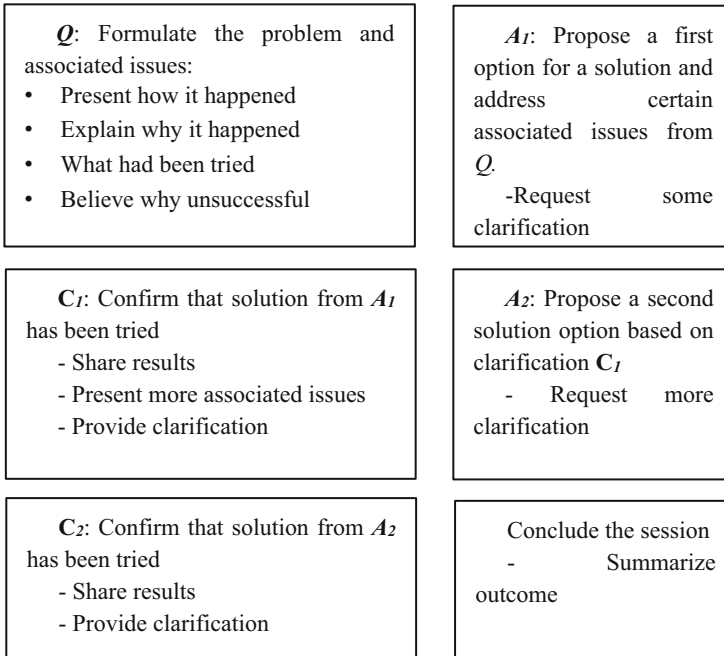 Q: Formulate the problem and
associated issues:
• Present how it happened
• Explain why it happened
• What had been tried
• Believe why unsuccessful
A1: Propose a first
option for a solution and
address certain
associated issues from
Q.
-Request some
clarification
C1: Confirm that solution from A1
has been tried
- Share results
- Present more associated issues
- Provide clarification
A2: Propose a second
solution option based on
clarification C1
- Request more
clarification
C2: Confirm that solution from A2
has been tried
- Share results
- Provide clarification
Conclude the session
- Summarize
outcome